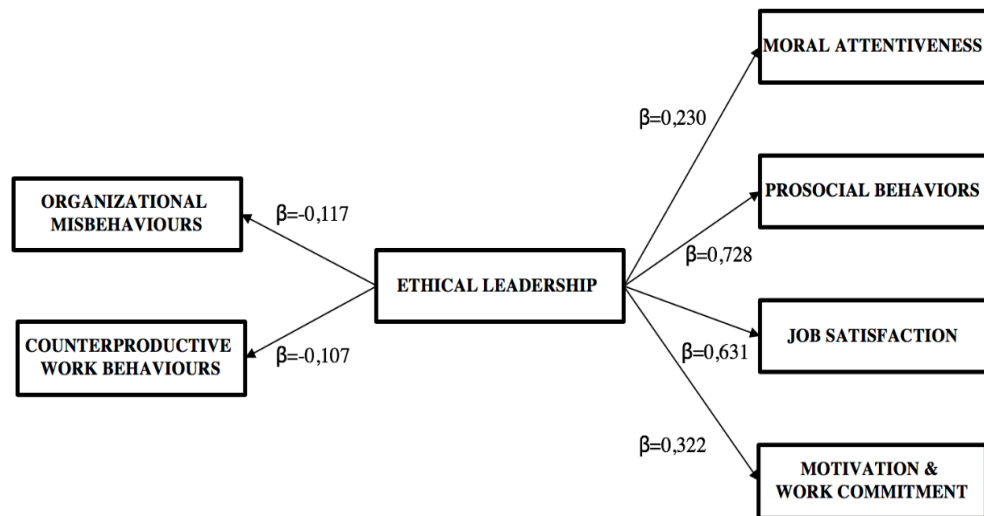 MORAL ATTENTIVENESS
β=0,230
PROSOCIAL BEHAVIORS
ORGANIZATIONAL
MISBEHAVIOURS
β=-0,117
β=0,728
ETHICAL LEADERSHIP
COUNTERPRODUCTIVE
WORK BEHAVIOURS
β=-0,107
JOB SATISFACTION
β=0,631
β=0,322
MOTIVATION &
WORK COMMITMENT